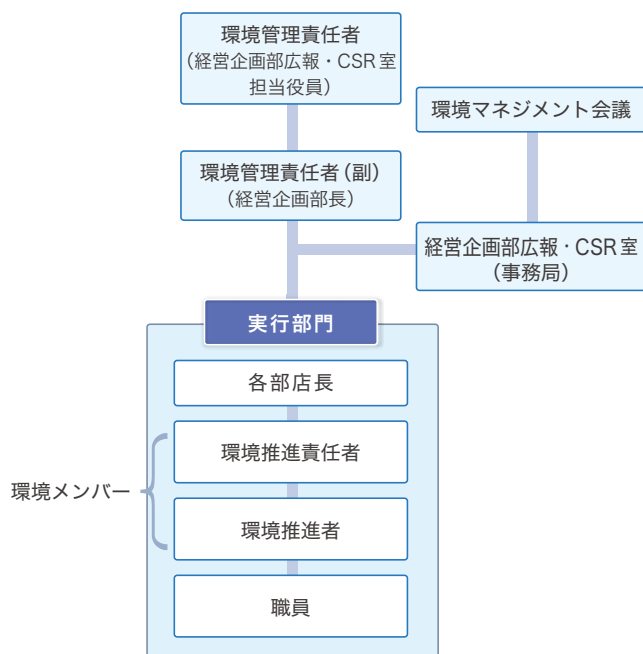 環境管理責任者
（経営企画部広報・CSR室
担当役員）
環境マネジメント会議
環境管理責任者（副）
（経営企画部長）
経営企画部広報・CSR室
（事務局）
実行部門
各部店長
環境推進責任者
環境メンバー
環境推進者
職員